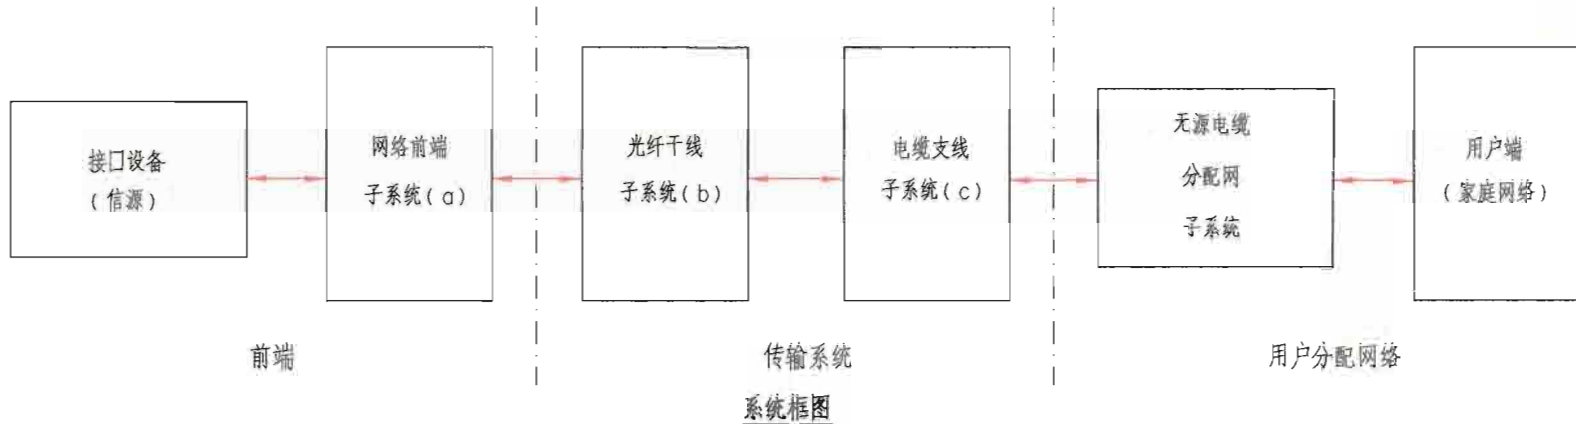 接口设备
(信源)
网络前端
子系统(a)
光纤干线
子系统(b)
电缆支线
子系统(c)
无源电缆
分配网
子系统
用户端
(家庭网络)
前端
传输系统
用户分配网络
系统框图